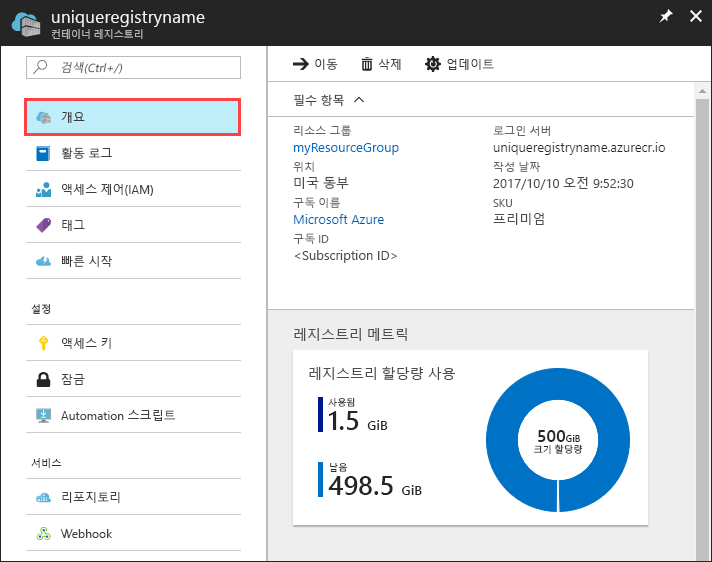 uniqueregistryname
컨테이너 레지스트리
검색(Ctrl+/)
개요
활동 로그
액세스 제어(IAM)
태그
빠른 시작
설정
액세스 키
잠금
Automation 스크립트
서비스
리포지토리
Webhook
이동 삭제 업데이트
필수 항목
리소스 그룹
myResourceGroup
위치
미국 동부
구독 이름
Microsoft Azure
구독 ID
<Subscription ID>
로그인 서버
uniqueregistryname.azurecr.io
작성 날짜
2017/10/10 오전 9:52:30
SKU
프리미엄
레지스트리 메트릭
레지스트리 할당량 사용
사용됨
1.5 GiB
남음
498.5 GiB
500GiB
크기 할당량